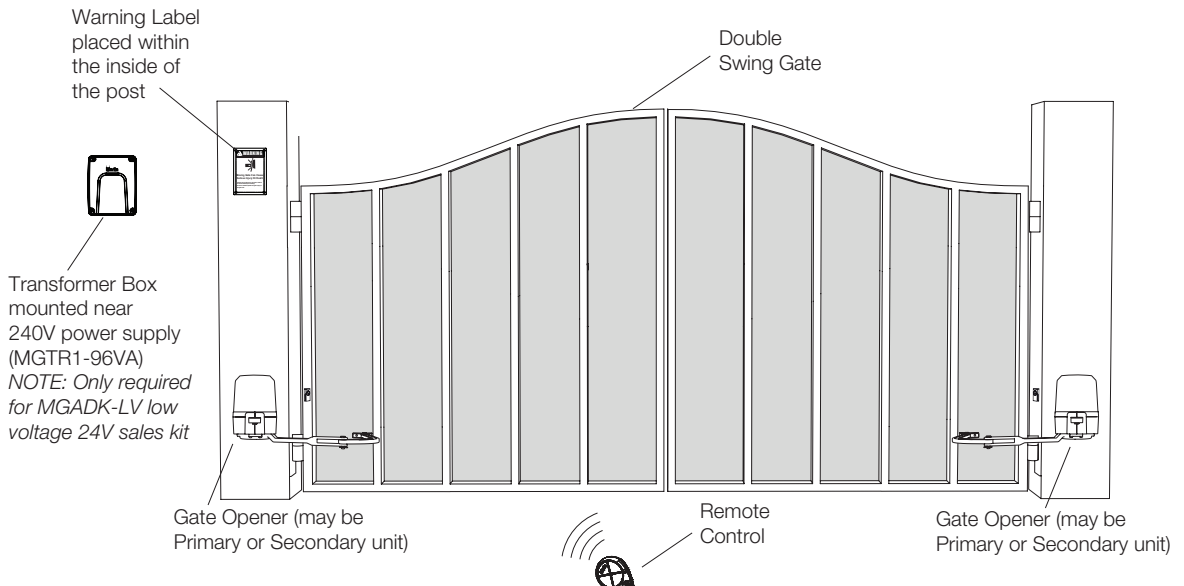 Warning Label
placed within
the inside of
the post
Double
Swing Gate
Transformer Box
mounted near
240V power supply
(MGTR1-96VA)
NOTE: Only required
for MGADK-LV low
voltage 24V sales kit
Gate Opener (may be
Primary or Secondary unit)
Remote
Control
Gate Opener (may be
Primary or Secondary unit)